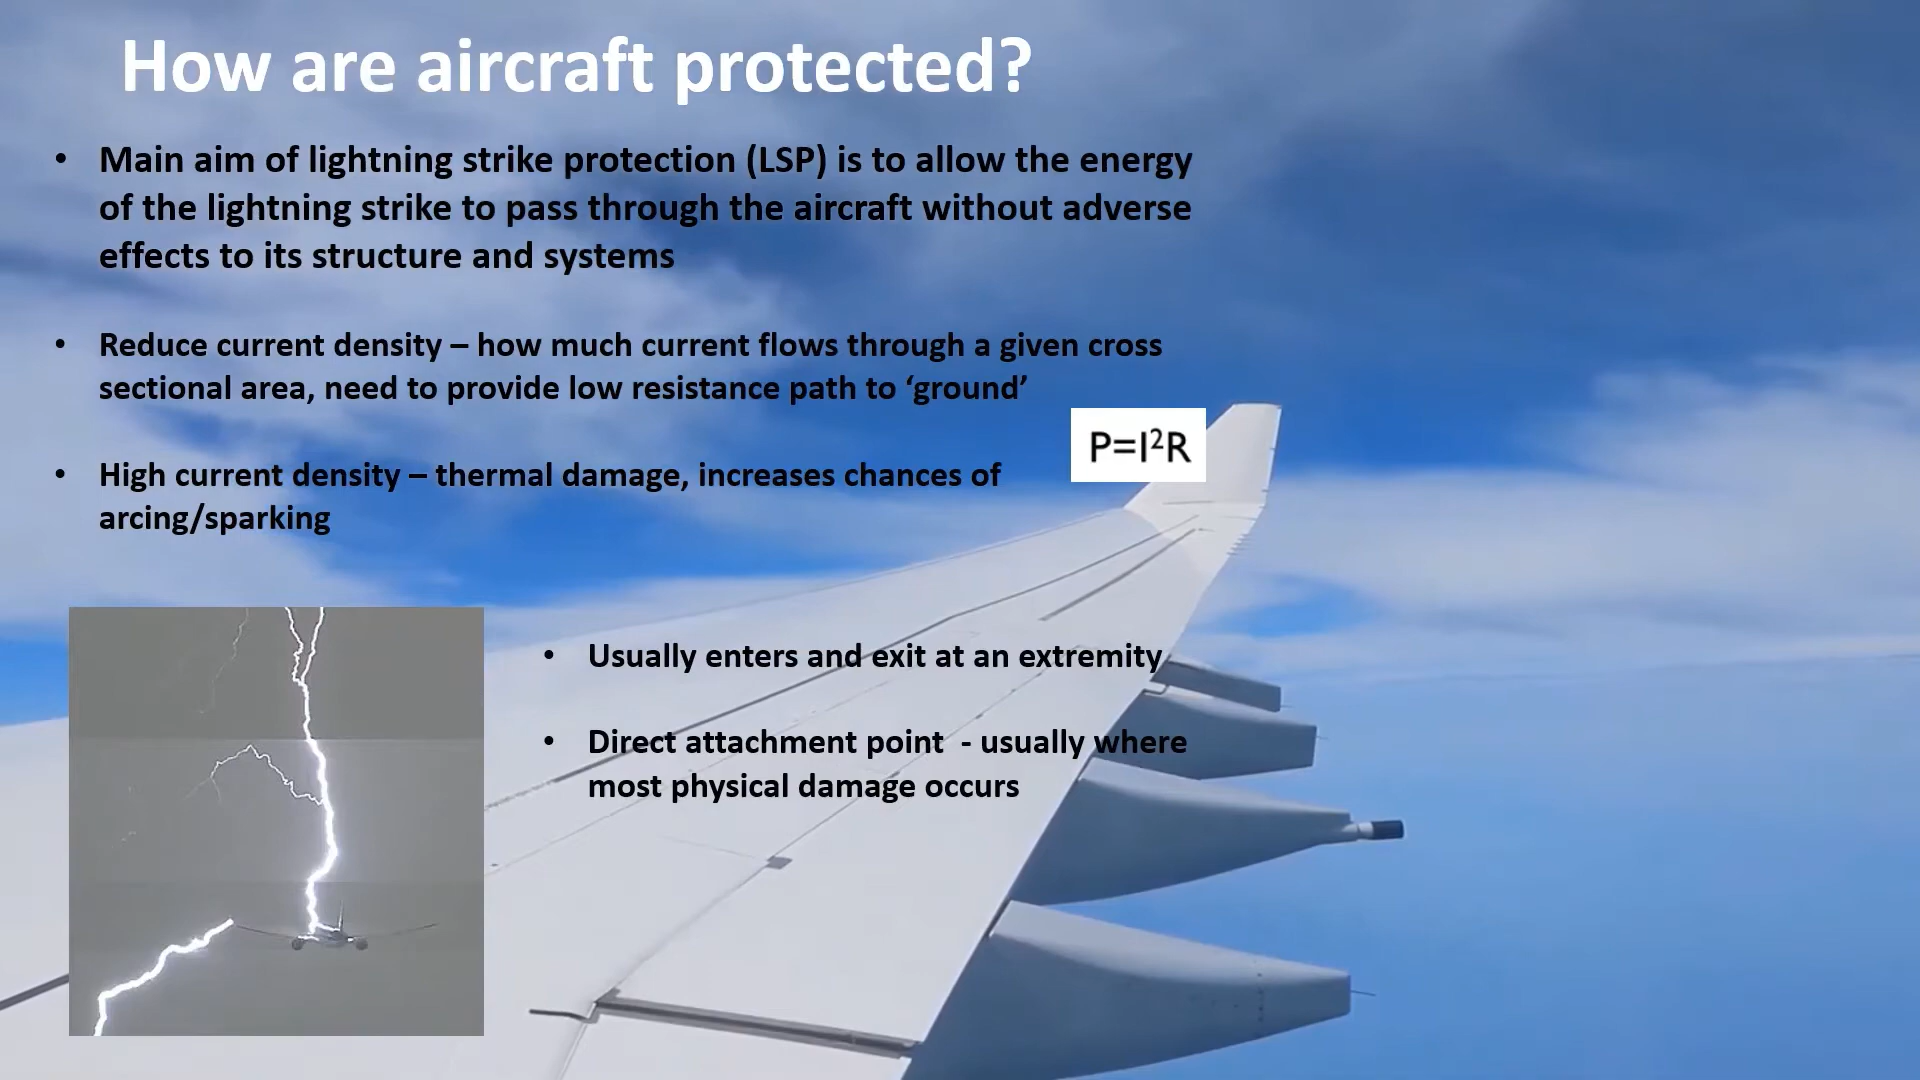 How are aircraft protected?
• Main aim of lightning strike protection (LSP) is to allow the energy
of the lightning strike to pass through the aircraft without adverse
effects to its structure and systems
• Reduce current density – how much current flows through a given cross
sectional area, need to provide low resistance path to ‘ground’
P=I²R
• High current density – thermal damage, increases chances of
arcing/sparking
• Usually enters and exit at an extremity
• Direct attachment point  - usually where
most physical damage occurs